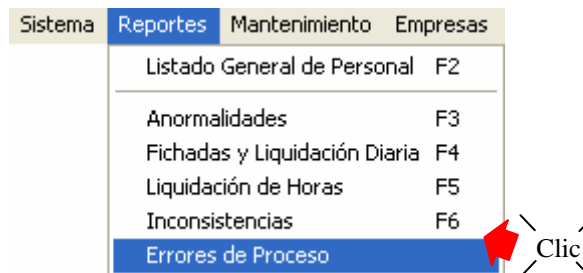 Sistema Reportes Mantenimiento Empresas
Listado General de Personal F2
Anormalidades F3
Fichadas y Liquidación Diaria F4
Liquidación de Horas F5
Inconsistencias F6
Errores de Proceso
Clic